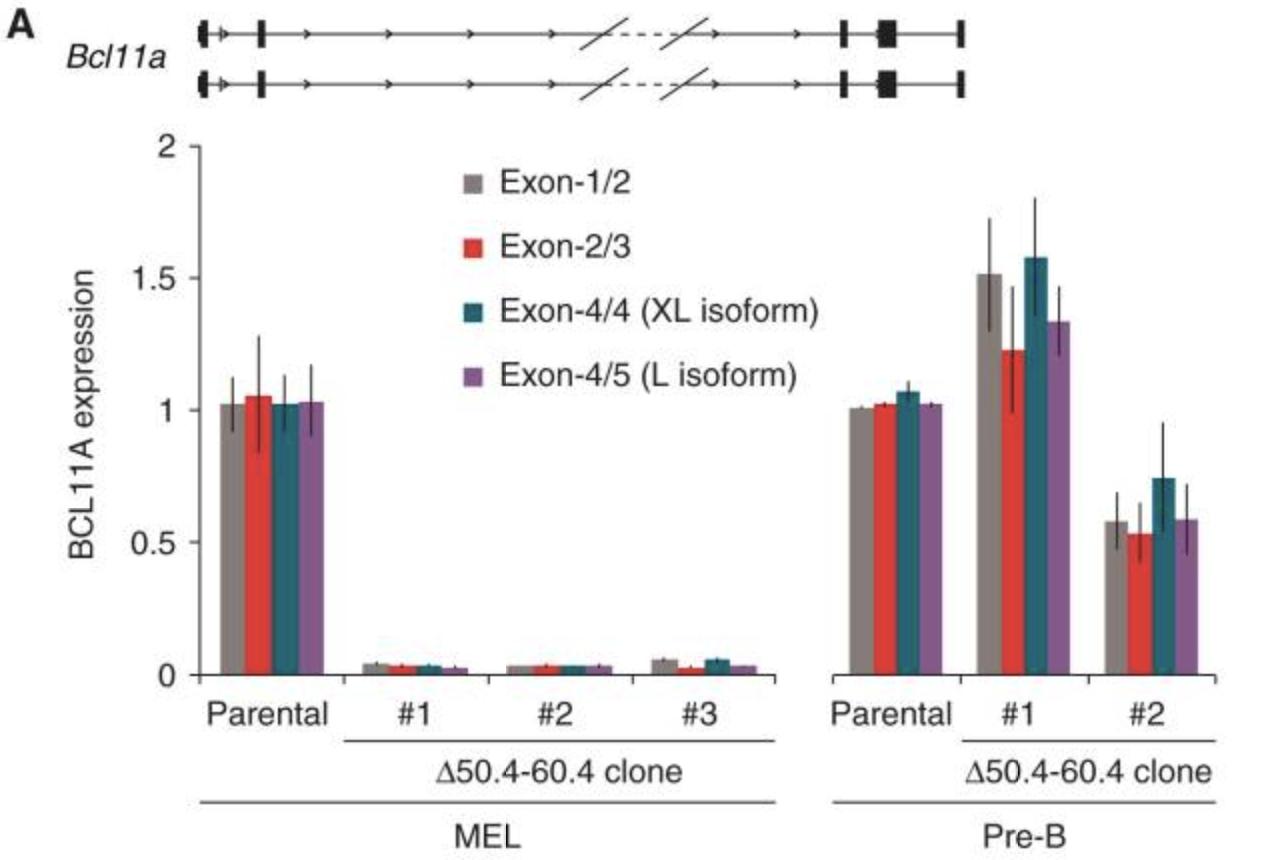 A
Bcl11a
2
1.5
1
0.5
0
BCL11A expression
Exon-1/2
Exon-2/3
Exon-4/4 (XL isoform)
Exon-4/5 (L isoform)
Parental #1 #2 #3 Parental #1 #2
Δ50.4-60.4 clone Δ50.4-60.4 clone
MEL Pre-B